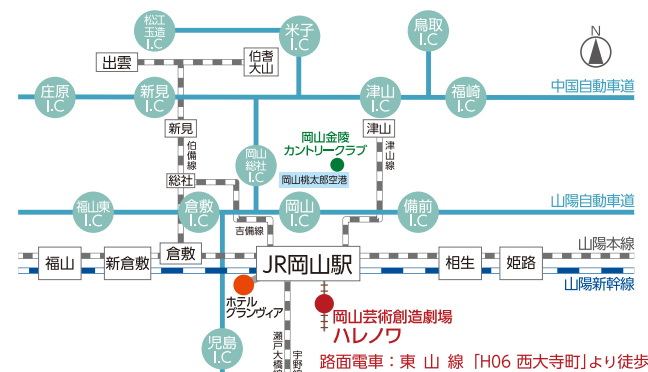 松江
玉造
I.C
米子
I.C
鳥取
I.C
N
出雲
伯耆
大山
庄原
I.C
新見
I.C
津山
I.C
福崎
I.C
中国自動車道
新見
津山
岡山金陵
カントリークラブ
伯備線
岡山
総社
I.C
津山線
総社
岡山桃太郎空港
福山東
I.C
倉敷
I.C
岡山
I.C
備前
I.C
山陽自動車道
吉備線
山陽本線
福山
新倉敷
倉敷
JR岡山駅
相生
姫路
山陽新幹線
ホテル
グランヴィア
岡山芸術創造劇場
ハレノワ
児島
I.C
瀬戸大橋線
宇野線
路面電車：東 山 線「H06 西大寺町」より徒歩